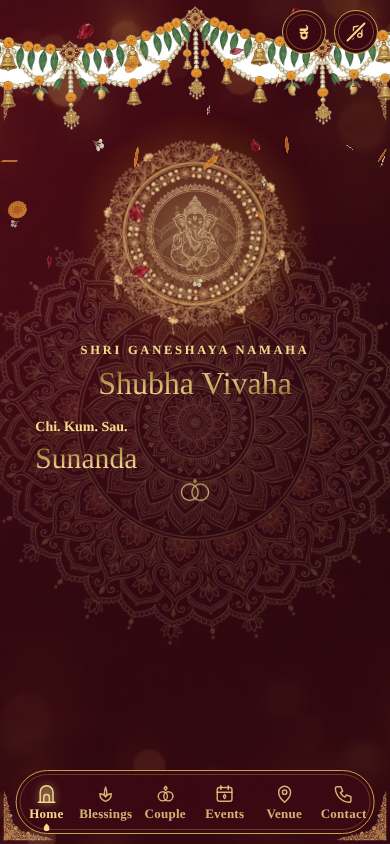 ಕ
SHRI GANESHAYA NAMAHA
Shubha Vivaha
Chi. Kum. Sau.
Sunanda
Home Blessings Couple Events Venue Contact